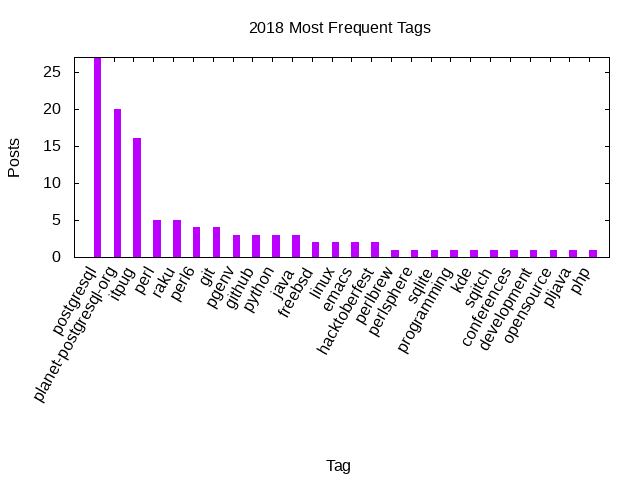 2018 Most Frequent Tags
25
20
15
10
5
0
Posts
postgresql
planet-postgresql-org
itpug
perl
raku
perl6
git
pgenv
github
python
java
freebsd
linux
emacs
hacktoberfest
perlbrew
perlsphere
sqlite
programming
kde
sqitch
conferences
development
opensource
pljava
php
Tag